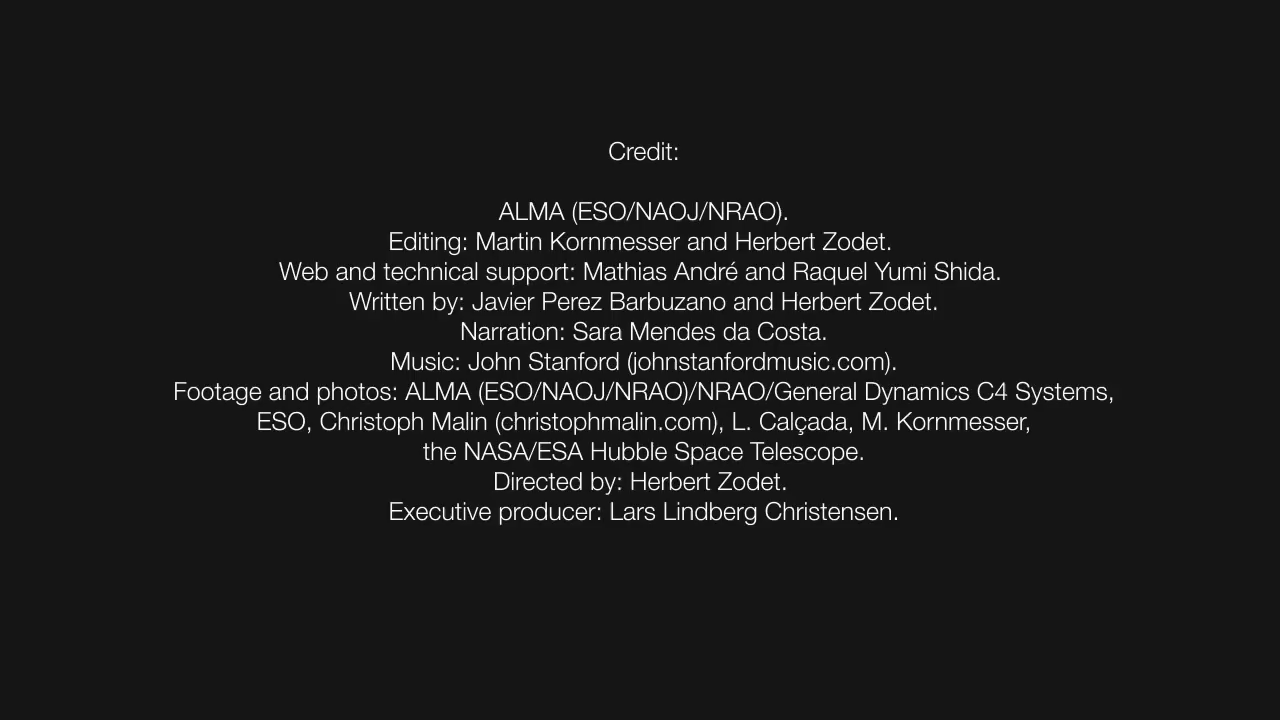 Credit:
ALMA (ESO/NAOJ/NRAO).
Editing: Martin Kornmesser and Herbert Zodet.
Web and technical support: Mathias André and Raquel Yumi Shida.
Written by: Javier Perez Barbuzano and Herbert Zodet.
Narration: Sara Mendes da Costa.
Music: John Stanford (johnstanfordmusic.com).
Footage and photos: ALMA (ESO/NAOJ/NRAO)/NRAO/General Dynamics C4 Systems,
ESO, Christoph Malin (christophmalin.com), L. Calçada, M. Kornmesser,
the NASA/ESA Hubble Space Telescope.
Directed by: Herbert Zodet.
Executive producer: Lars Lindberg Christensen.